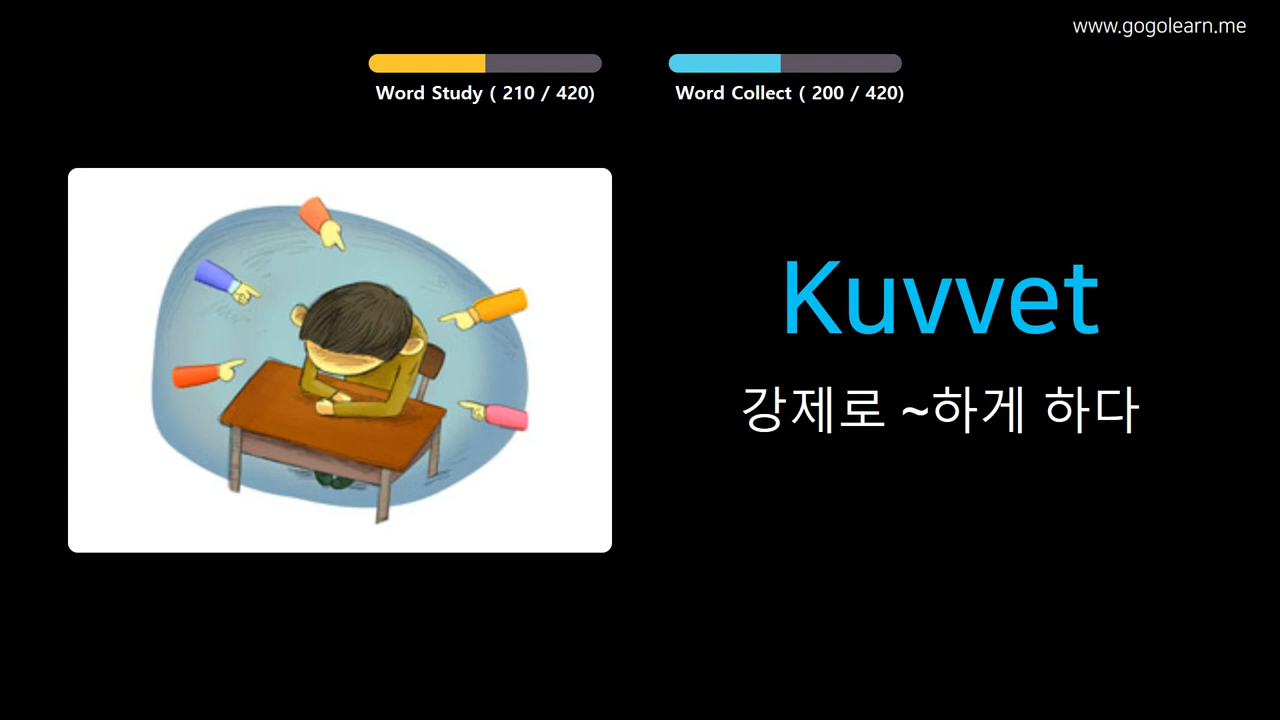 www.gogolearn.me
Word Study ( 210 / 420)
Word Collect ( 200 / 420)
Kuvvet
강제로 ~하게 하다